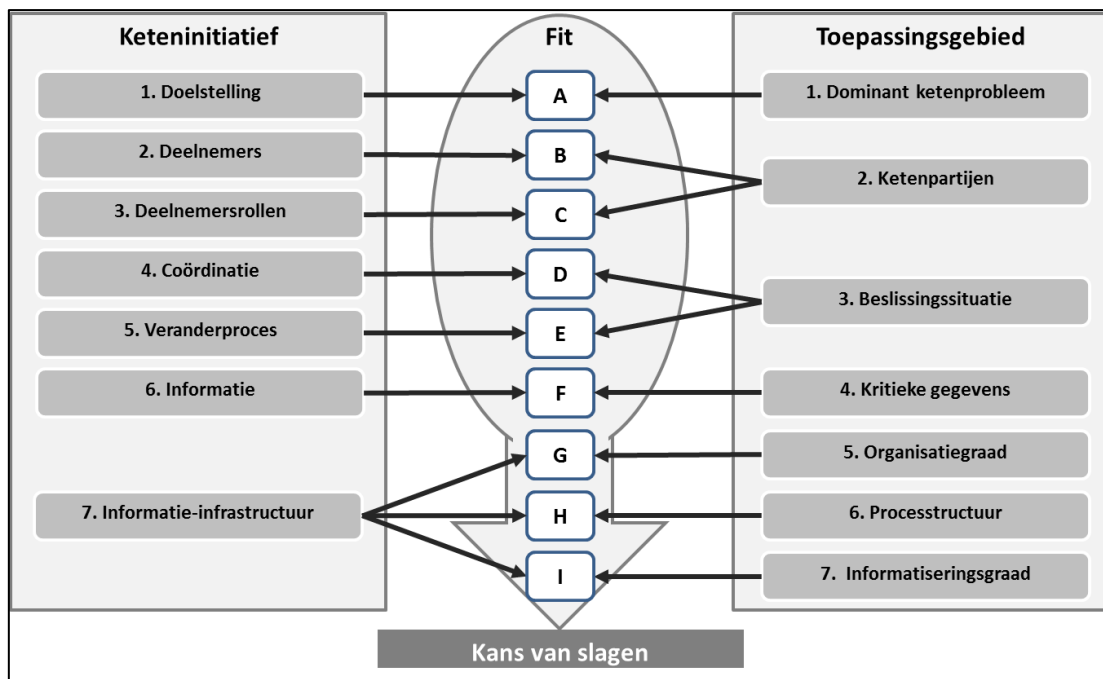 Keteninitiatief
Fit
Toepassingsgebied
1. Doelstelling
A
1. Dominant ketenprobleem
2. Deelnemers
B
2. Ketenpartijen
3. Deelnemersrollen
C
4. Coördinatie
D
3. Beslissingssituatie
5. Veranderproces
E
6. Informatie
F
4. Kritieke gegevens
G
5. Organisatiegraad
7. Informatie-infrastructuur
H
6. Processtructuur
I
7. Informatiseringsgraad
Kans van slagen